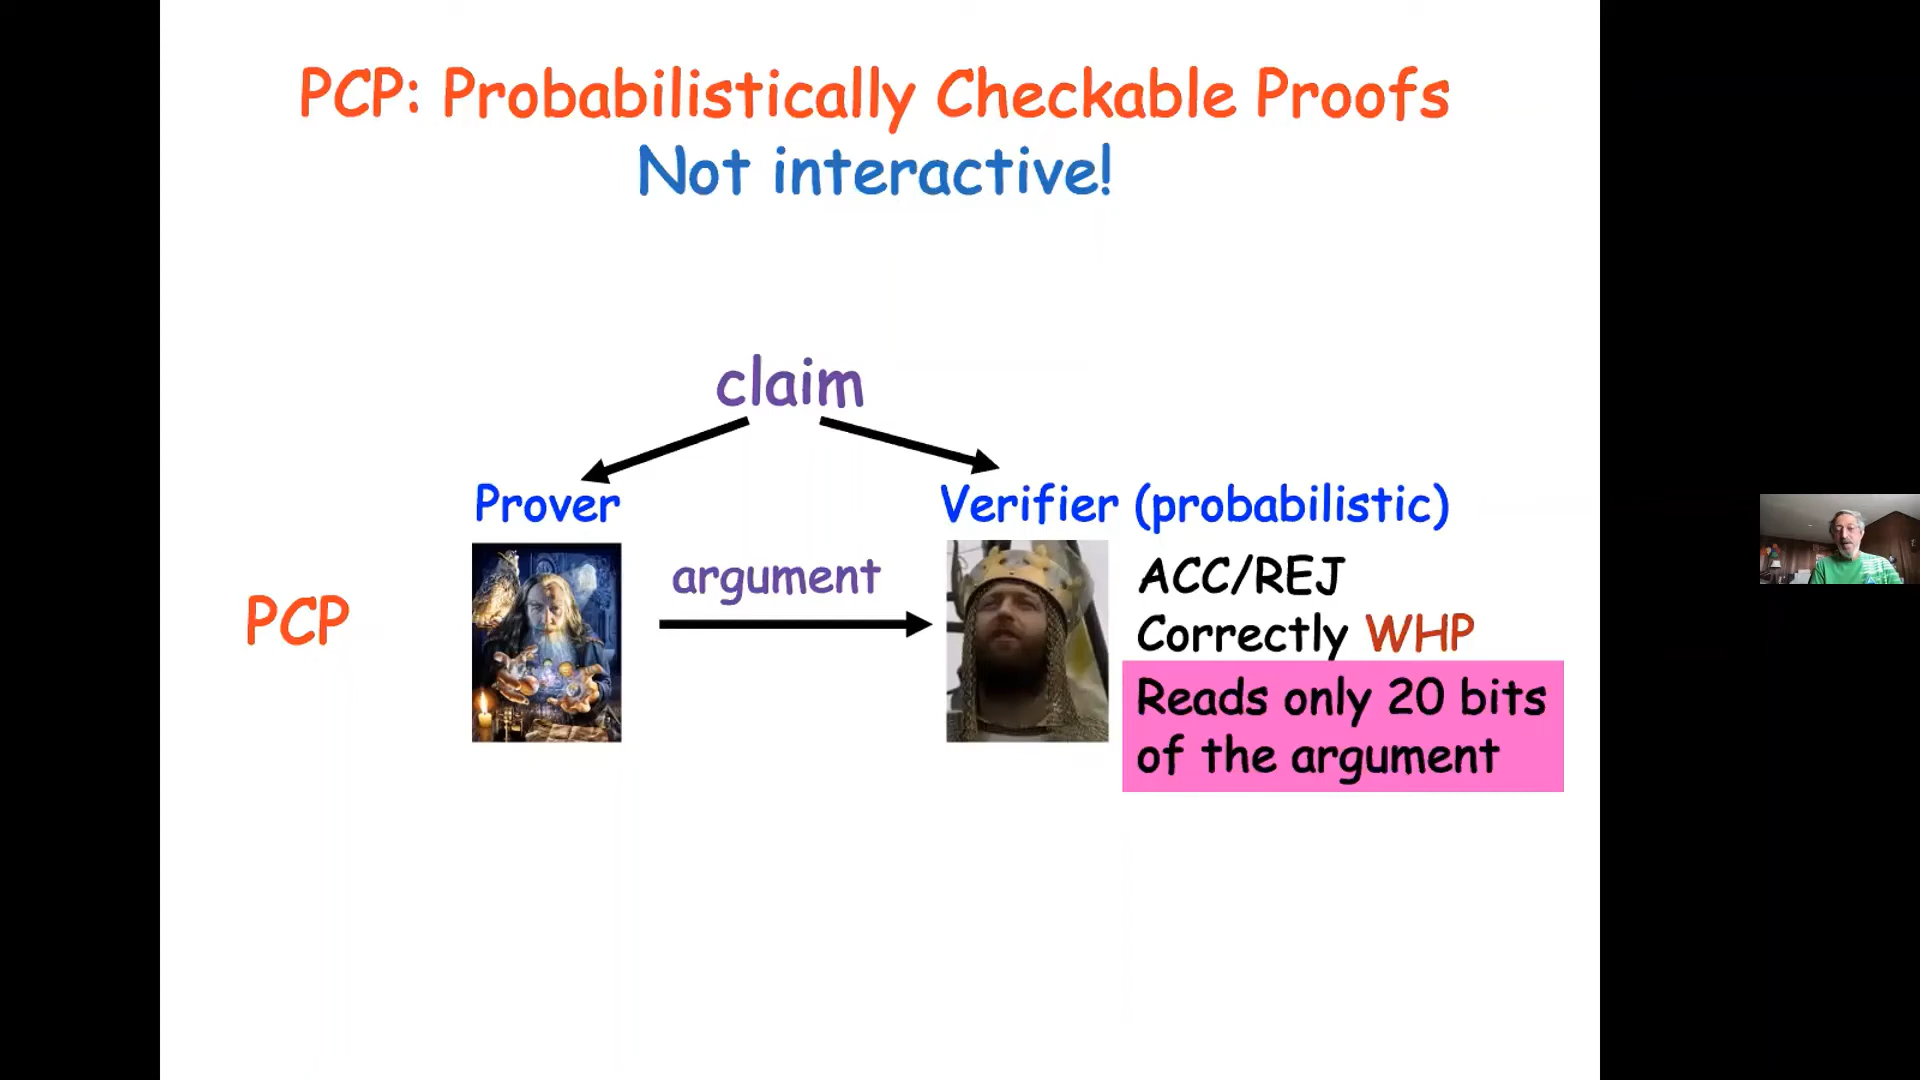 PCP: Probabilistically Checkable Proofs
Not interactive!
claim
Prover
Verifier (probabilistic)
PCP
argument
ACC/REJ
Correctly WHP
Reads only 20 bits
of the argument